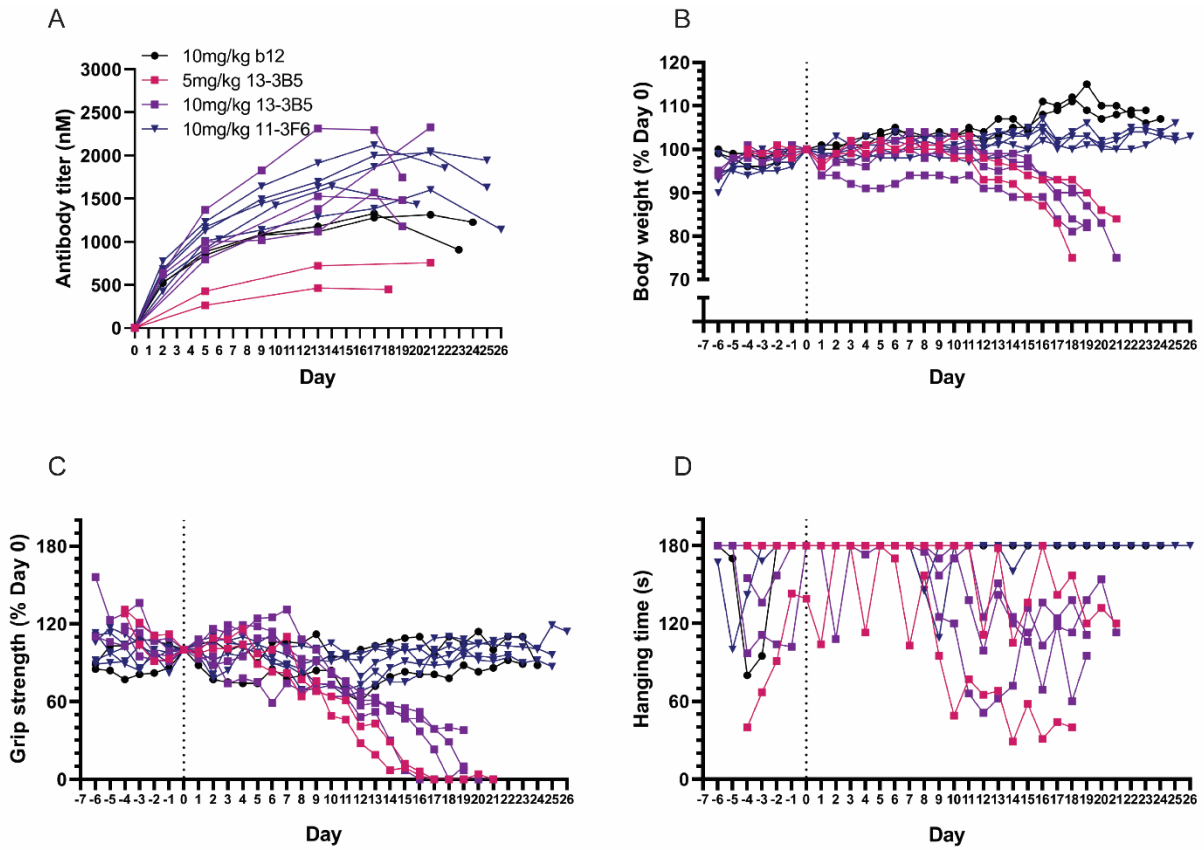 A
10mg/kg b12
5mg/kg 13-3B5
10mg/kg 13-3B5
10mg/kg 11-3F6
3000
2500
2000
1500
1000
500
0
Antibody titer (nM)
0 1 2 3 4 5 6 7 8 9 10 11 12 13 14 15 16 17 18 19 20 21 22 23 24 25 26
Day
B
120
110
100
90
80
70
Body weight (% Day 0)
-7 -6 -5 -4 -3 -2 -1 0 1 2 3 4 5 6 7 8 9 10 11 12 13 14 15 16 17 18 19 20 21 22 23 24 25 26
Day
C
180
120
60
0
Grip strength (% Day 0)
-7 -6 -5 -4 -3 -2 -1 0 1 2 3 4 5 6 7 8 9 10 11 12 13 14 15 16 17 18 19 20 21 22 23 24 25 26
Day
D
180
120
60
0
Hanging time (s)
-7 -6 -5 -4 -3 -2 -1 0 1 2 3 4 5 6 7 8 9 10 11 12 13 14 15 16 17 18 19 20 21 22 23 24 25 26
Day